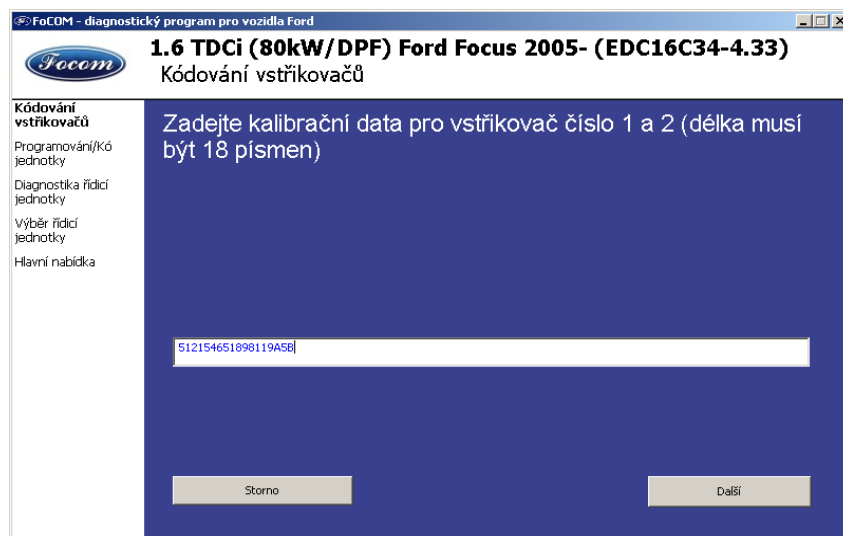 FoCOM - diagnostický program pro vozidla Ford
Focom
1.6 TDCi (80kW/DPF) Ford Focus 2005- (EDC16C34-4.33)
Kódování vstřikovačů
Kódování
vstřikovačů
Programování/Kó
jednotky
Diagnostika řídicí
jednotky
Výběr řídicí
jednotky
Hlavní nabídka
Zadejte kalibrační data pro vstřikovač číslo 1 a 2 (délka musí
být 18 písmen)
512154651898119A5B
Storno
Další